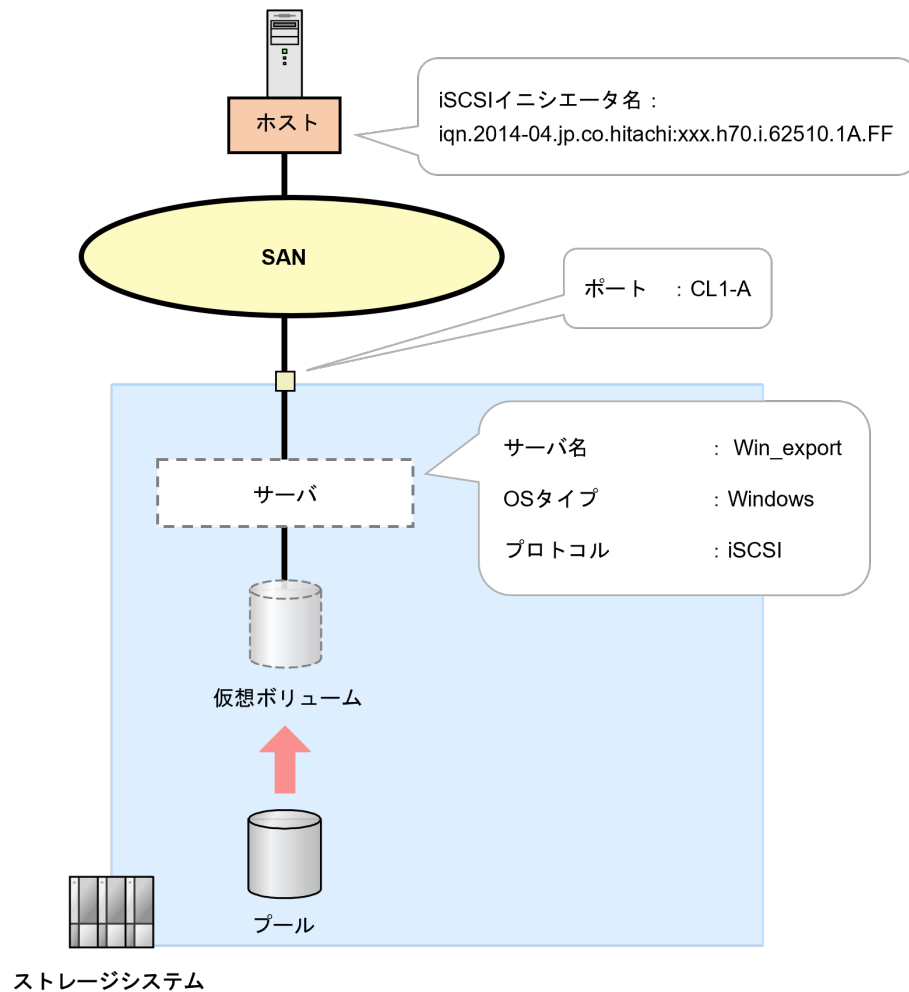 ホスト
iSCSIイニシエータ名：
iqn.2014-04.jp.co.hitachi:xxx.h70.i.62510.1A.FF
SAN
ポート　：CL1-A
サーバ
サーバ名　：Win_export
OSタイプ　：Windows
プロトコル　：iSCSI
仮想ボリューム
プール
ストレージシステム